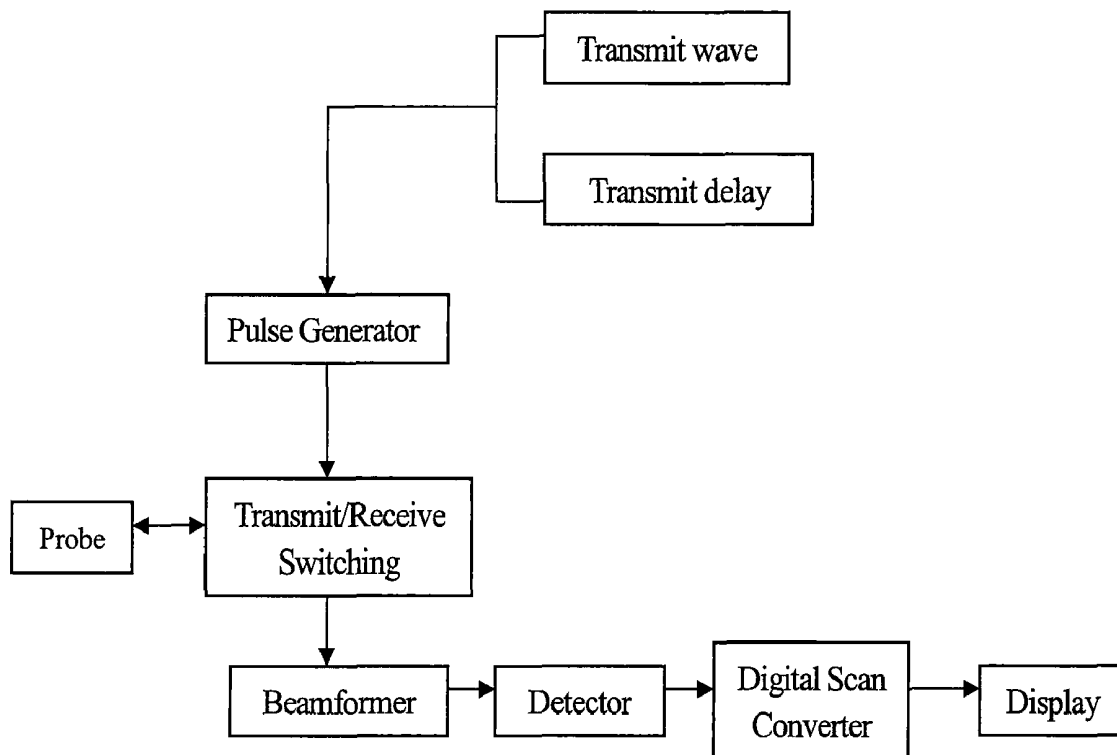 Transmit wave
Transmit delay
Pulse Generator
Probe
Transmit/Receive
Switching
Beamformer
Detector
Digital Scan
Converter
Display